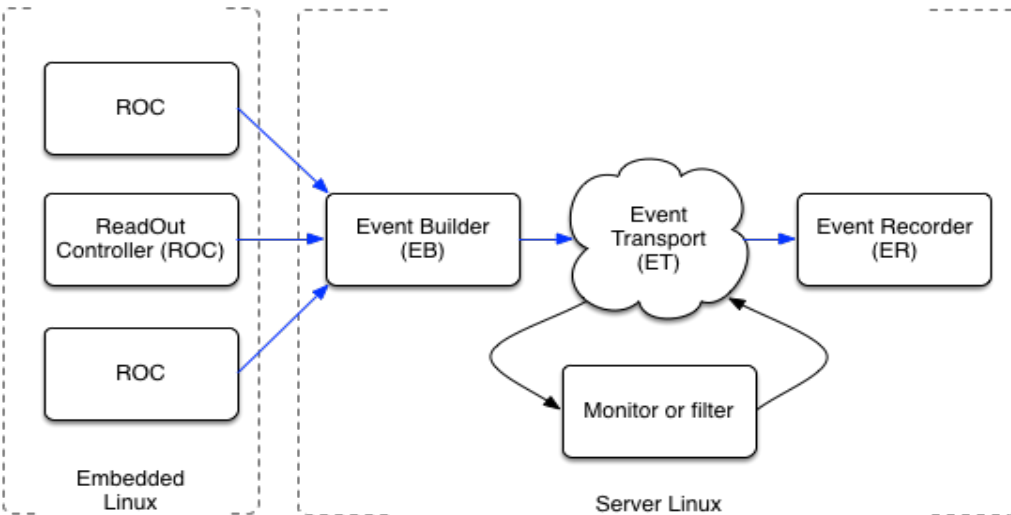 ROC
ReadOut
Controller (ROC)
ROC
Embedded
Linux
Event Builder
(EB)
Event
Transport
(ET)
Event Recorder
(ER)
Monitor or filter
Server Linux